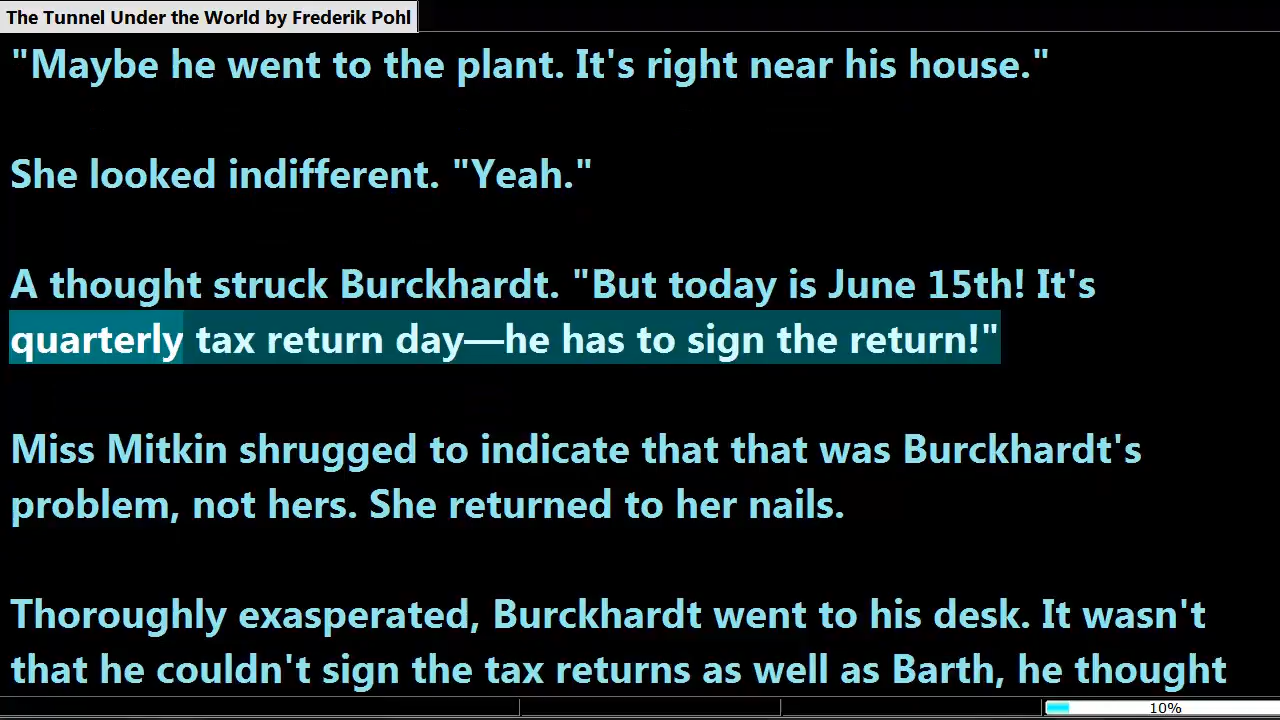 The Tunnel Under the World by Frederik Pohl
"Maybe he went to the plant. It's right near his house."
She looked indifferent. "Yeah."
A thought struck Burckhardt. "But today is June 15th! It's
quarterly tax return day—he has to sign the return!"
Miss Mitkin shrugged to indicate that that was Burckhardt's
problem, not hers. She returned to her nails.
Thoroughly exasperated, Burckhardt went to his desk. It wasn't
that he couldn't sign the tax returns as well as Barth, he thought
10%